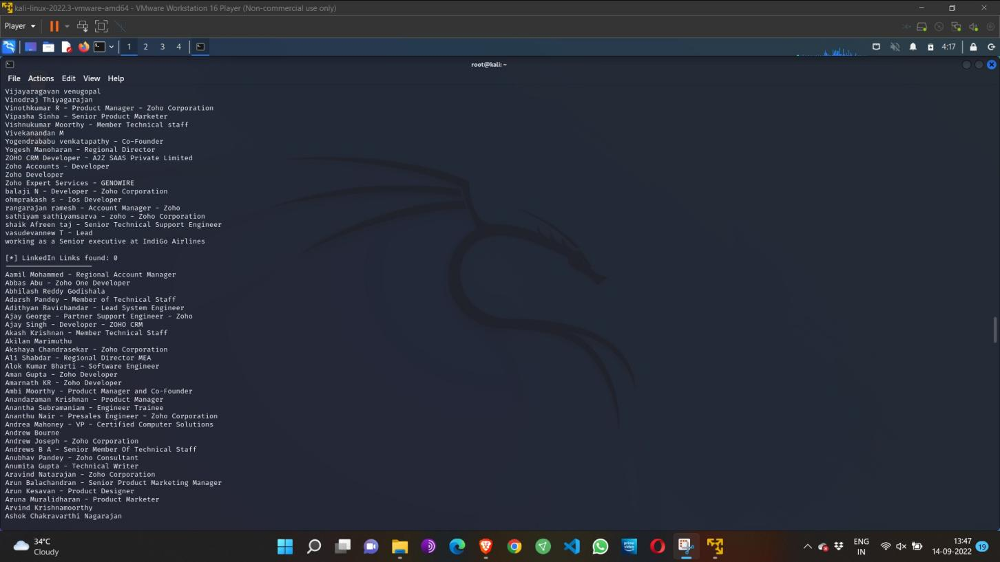 kali-linux-2022.3-vmware-amd64 - VMware Workstation 16 Player (Non-commercial use only)
Player
1 2 3 4
4:17
root@kali: ~
File Actions Edit View Help
Vijayaragavan venugopal
Vinodraj Thiyagarajan
Vinothkumar R - Product Manager - Zoho Corporation
Vipasha Sinha - Senior Product Marketer
Vishnukumar Moorthy - Member Technical staff
Vivekanandan M
Yogendrababu venkatapathy - Co-Founder
Yogesh Manoharan - Regional Director
ZOHO CRM Developer - A2Z SAAS Private Limited
Zoho Accounts - Developer
Zoho Developer
Zoho Expert Services - GENOWIRE
balaji N - Developer - Zoho Corporation
ohmprakash s - Ios Developer
rangarajan ramesh - Account Manager - Zoho
sathiyam sathiyamsarva - zoho - Zoho Corporation
shaik Afreen taj - Senior Technical Support Engineer
vasudevannew T - Lead
working as a Senior executive at IndiGo Airlines
[*] LinkedIn Links found: 0
Aamil Mohammed - Regional Account Manager
Abbas Abu - Zoho One Developer
Abhilash Reddy Godishala
Adarsh Pandey - Member of Technical Staff
Adithyan Ravichandar - Lead System Engineer
Ajay George - Partner Support Engineer - Zoho
Ajay Singh - Developer - ZOHO CRM
Akash Krishnan - Member Technical Staff
Akilan Marimuthu
Akshaya Chandrasekar - Zoho Corporation
Ali Shabdar - Regional Director MEA
Alok Kumar Bharti - Software Engineer
Aman Gupta - Zoho Developer
Amarnath KR - Zoho Developer
Ambi Moorthy - Product Manager and Co-Founder
Anandaraman Krishnan - Product Manager
Anantha Subramaniam - Engineer Trainee
Ananthu Nair - Presales Engineer - Zoho Corporation
Andrea Mahoney - VP - Certified Computer Solutions
Andrew Bourne
Andrew Joseph - Zoho Corporation
Andrews B A - Senior Member Of Technical Staff
Anubhav Pandey - Zoho Consultant
Anumita Gupta - Technical Writer
Aravind Natarajan - Zoho Corporation
Arun Balachandran - Senior Product Marketing Manager
Arun Kesavan - Product Designer
Aruna Muralidharan - Product Marketer
Arvind Krishnamoorthy
Ashok Chakravarthi Nagarajan
34°C
Cloudy
prime video
ENG
IN
13:47
14-09-2022
19